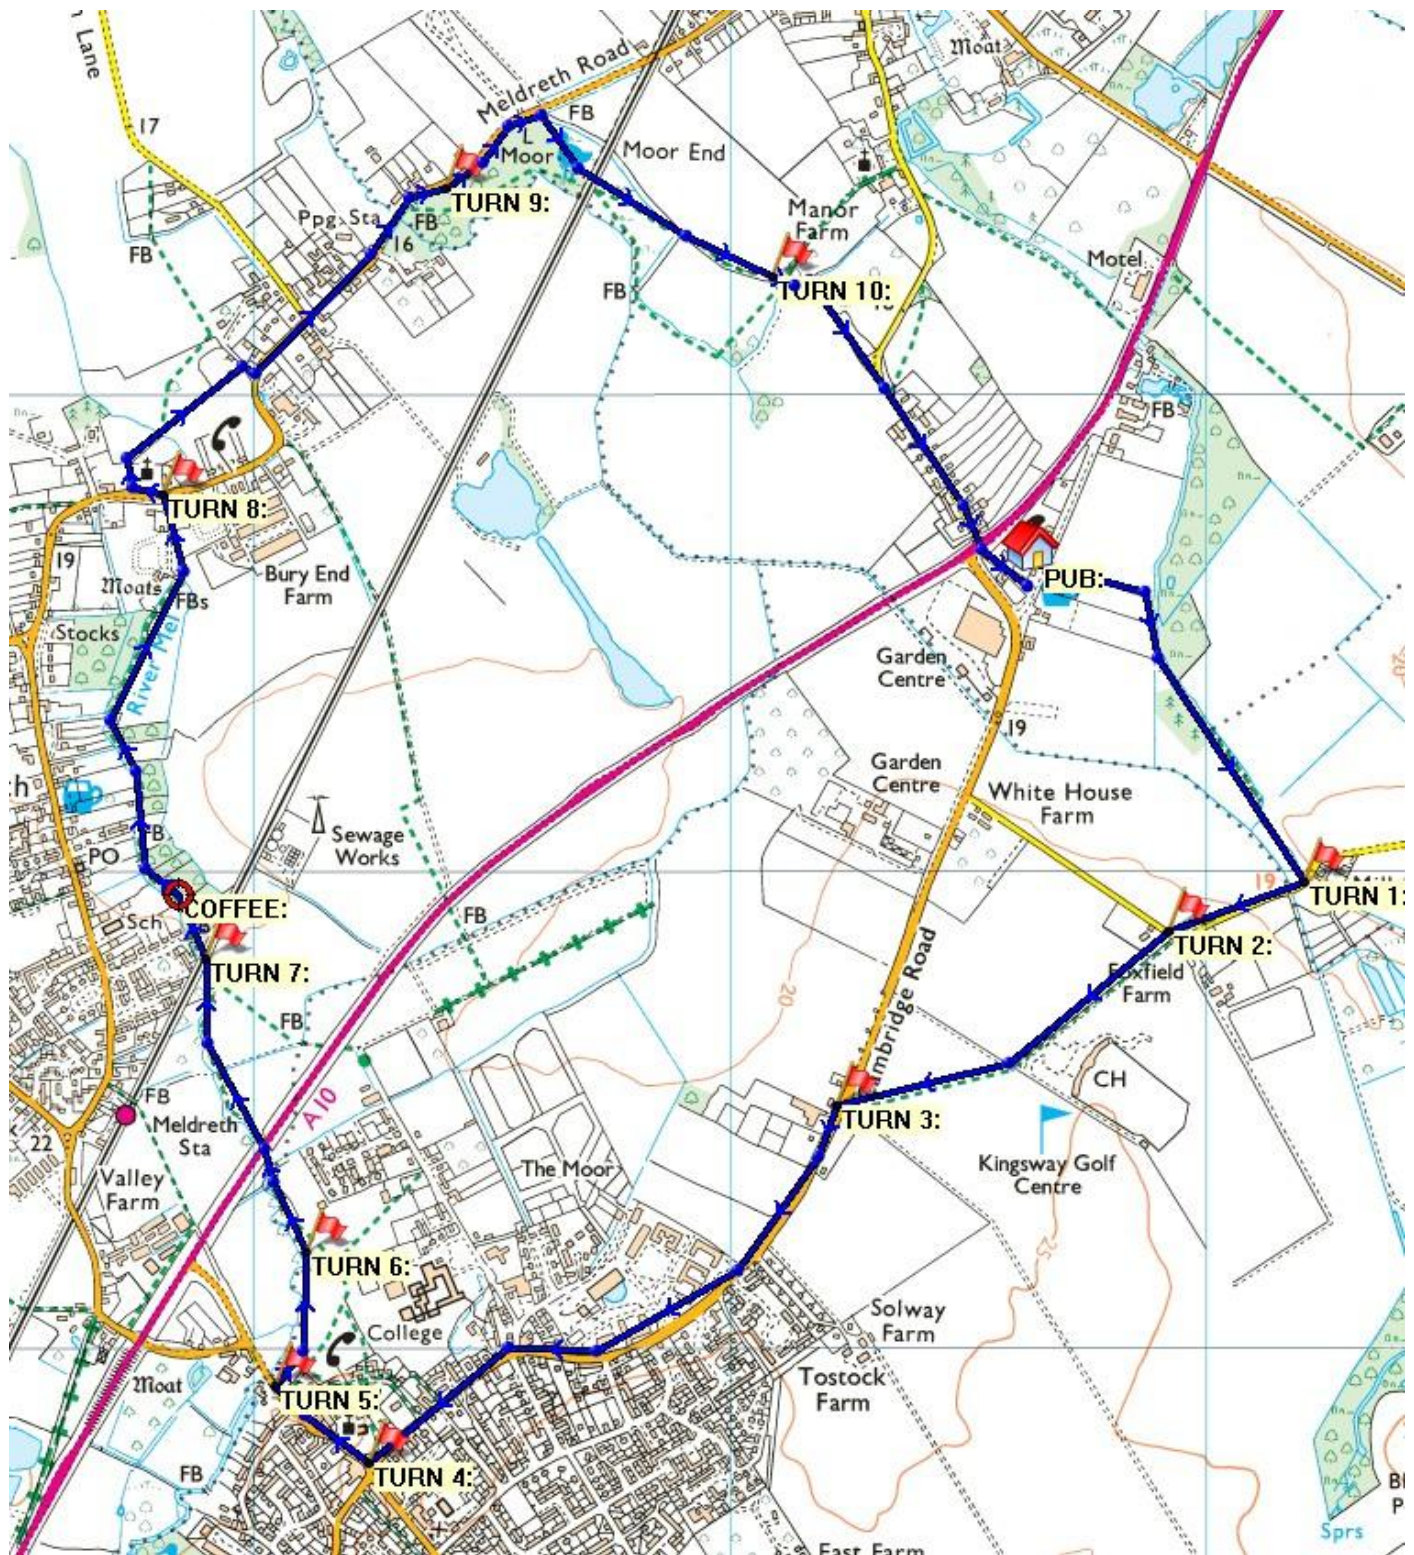 Lane
Moat
Meldreth Road
FB
17
L
Moor
Moor End
TURN 9:
Ppg Sta
FB
16
Manor
Farm
FB
Motel
FB
TURN 10:
FB
TURN 8:
19
Moats
FBs
Bury End
Farm
PUB:
Stocks
River Mel
Garden
Centre
19
Garden
Centre
White House
Farm
Sewage
Works
PO
19
TURN 1:
COFFEE:
Sch
FB
TURN 2:
TURN 7:
Foxfield
Farm
20
FB
Cambridge Road
CH
A10
FB
Meldreth
Sta
TURN 3:
22
Valley
Farm
The Moor
Kingsway Golf
Centre
25
TURN 6:
College
Solway
Farm
Moat
Tostock
Farm
TURN 5:
FB
TURN 4:
Sprs
East Farm